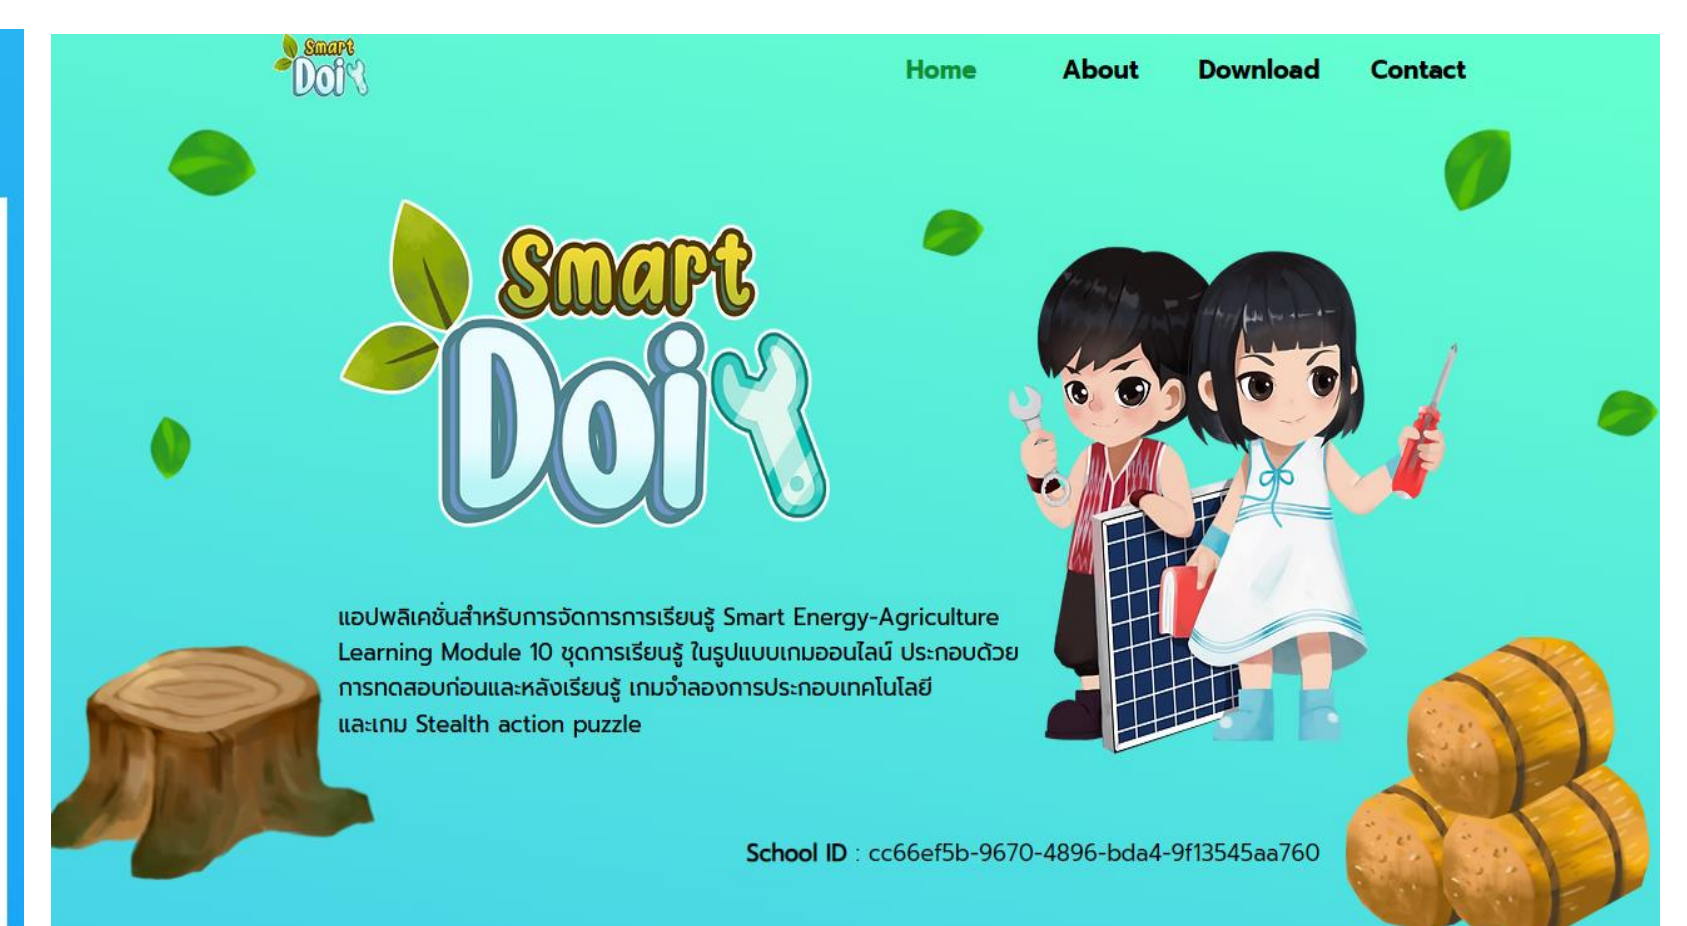 Smart
Doi
Home About Download Contact
Smart
Doi
แอปพลิเคชั่นสำหรับการจัดการการเรียนรู้ Smart Energy-Agriculture
Learning Module 10 ชุดการเรียนรู้ ในรูปแบบเกมออนไลน์ ประกอบด้วย
การทดสอบก่อนและหลังเรียนรู้ เกมจำลองการประกอบเทคโนโลยี
และเกม Stealth action puzzle
School ID : cc66ef5b-9670-4896-bda4-9f13545aa760